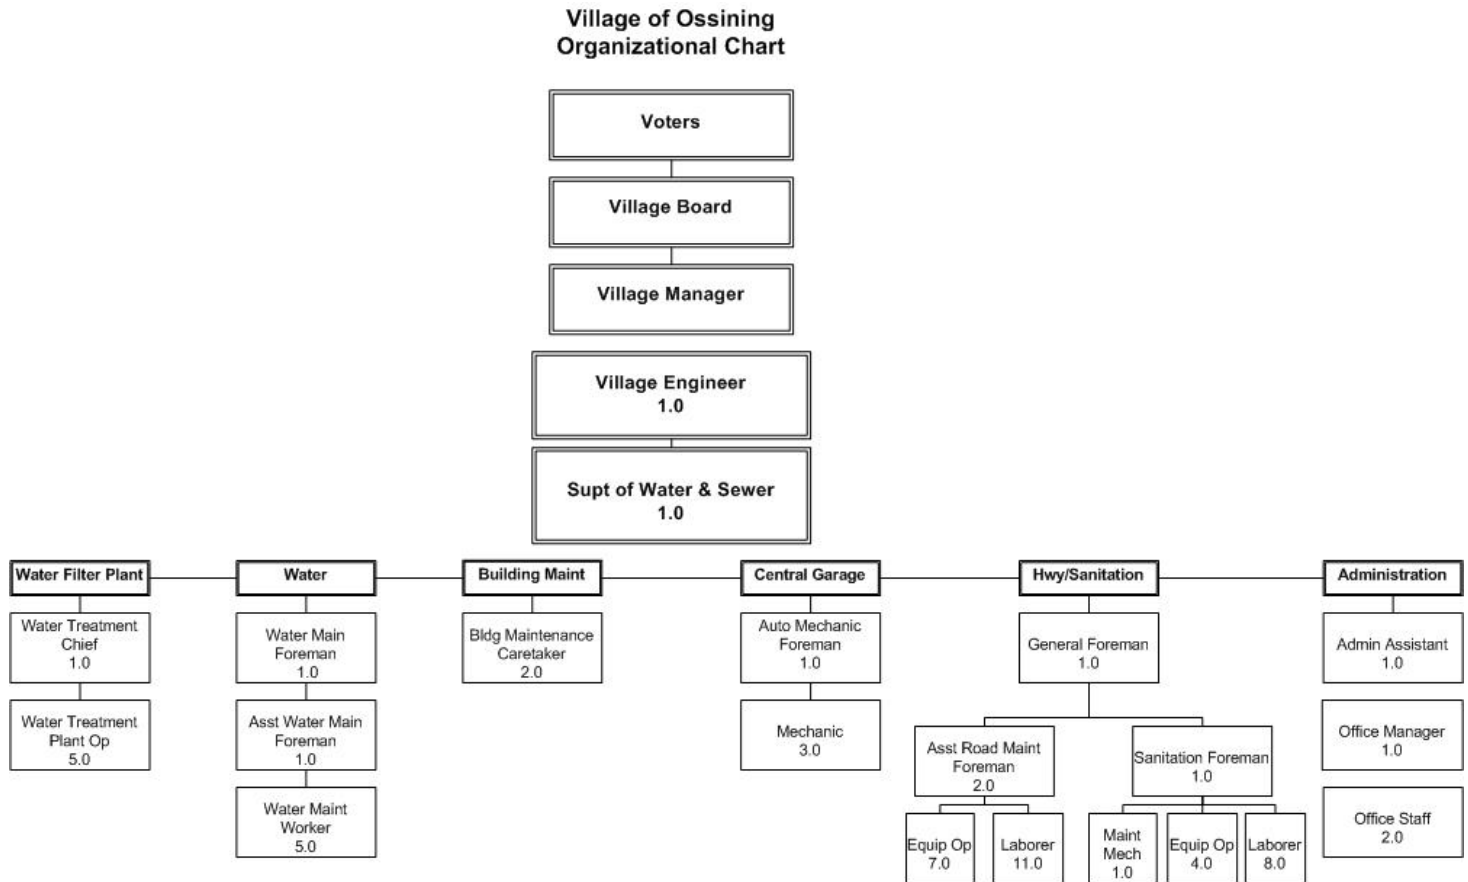 Village of Ossining
Organizational Chart
Voters
Village Board
Village Manager
Village Engineer
1.0
Supt of Water & Sewer
1.0
Water Filter Plant
Water
Building Maint
Central Garage
Hwy/Sanitation
Administration
Water Treatment
Chief
1.0
Water Main
Foreman
1.0
Bldg Maintenance
Caretaker
2.0
Auto Mechanic
Foreman
1.0
General Foreman
1.0
Admin Assistant
1.0
Water Treatment
Plant Op
5.0
Asst Water Main
Foreman
1.0
Mechanic
3.0
Asst Road Maint
Foreman
2.0
Sanitation Foreman
1.0
Office Manager
1.0
Water Maint
Worker
5.0
Equip Op
7.0
Laborer
11.0
Maint
Mech
1.0
Equip Op
4.0
Laborer
8.0
Office Staff
2.0